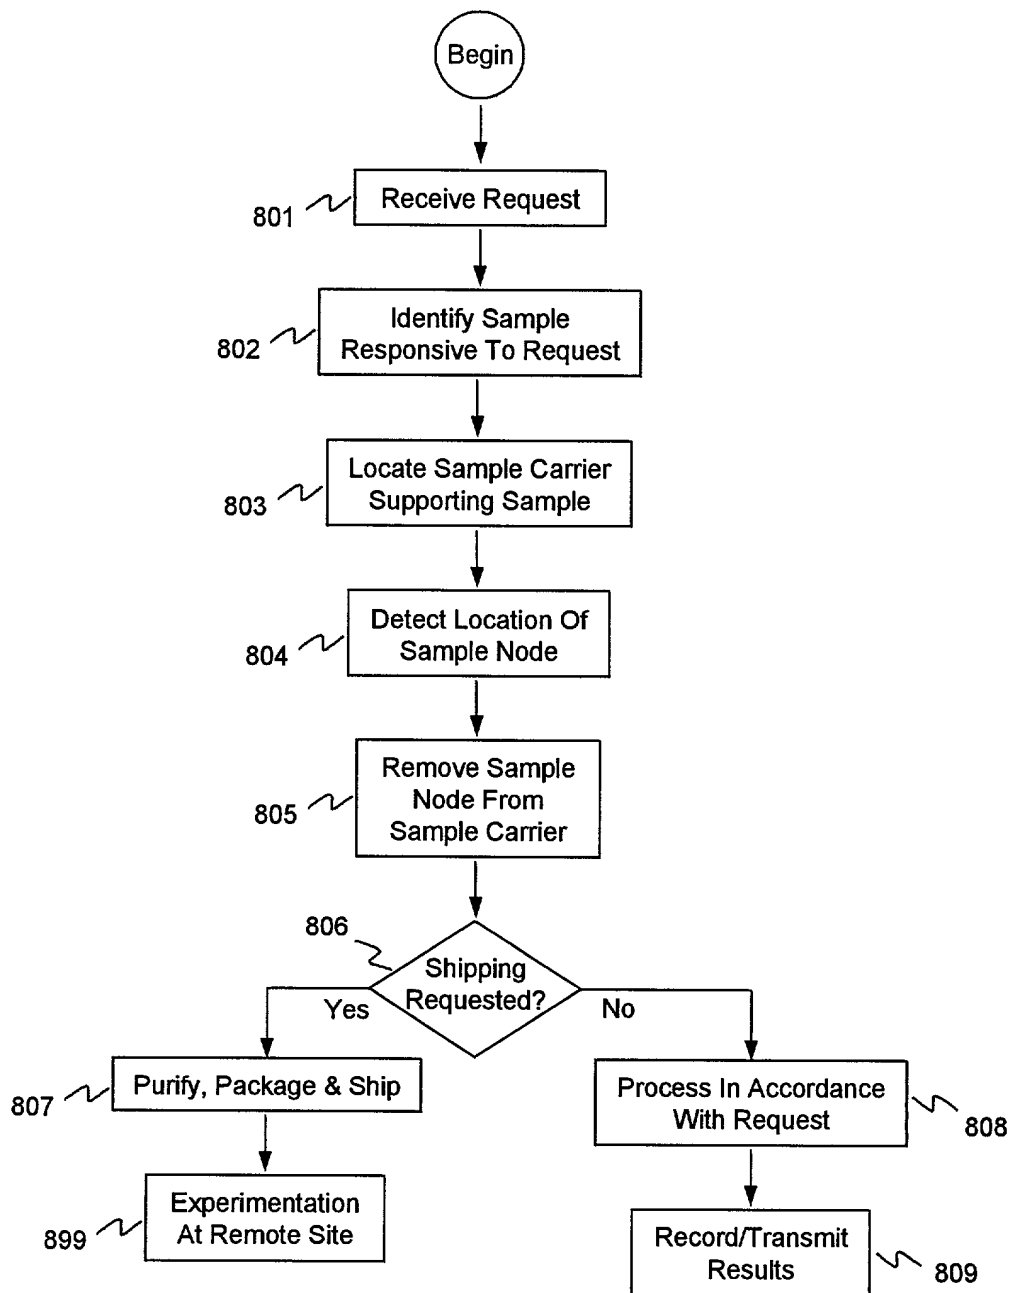 Begin
Receive Request
801
Identify Sample
Responsive To Request
802
Locate Sample Carrier
Supporting Sample
803
Detect Location Of
Sample Node
804
Remove Sample
Node From
Sample Carrier
805
806
Shipping
Requested?
Yes
No
Purify, Package & Ship
807
Process In Accordance
With Request
808
Experimentation
At Remote Site
899
Record/Transmit
Results
809